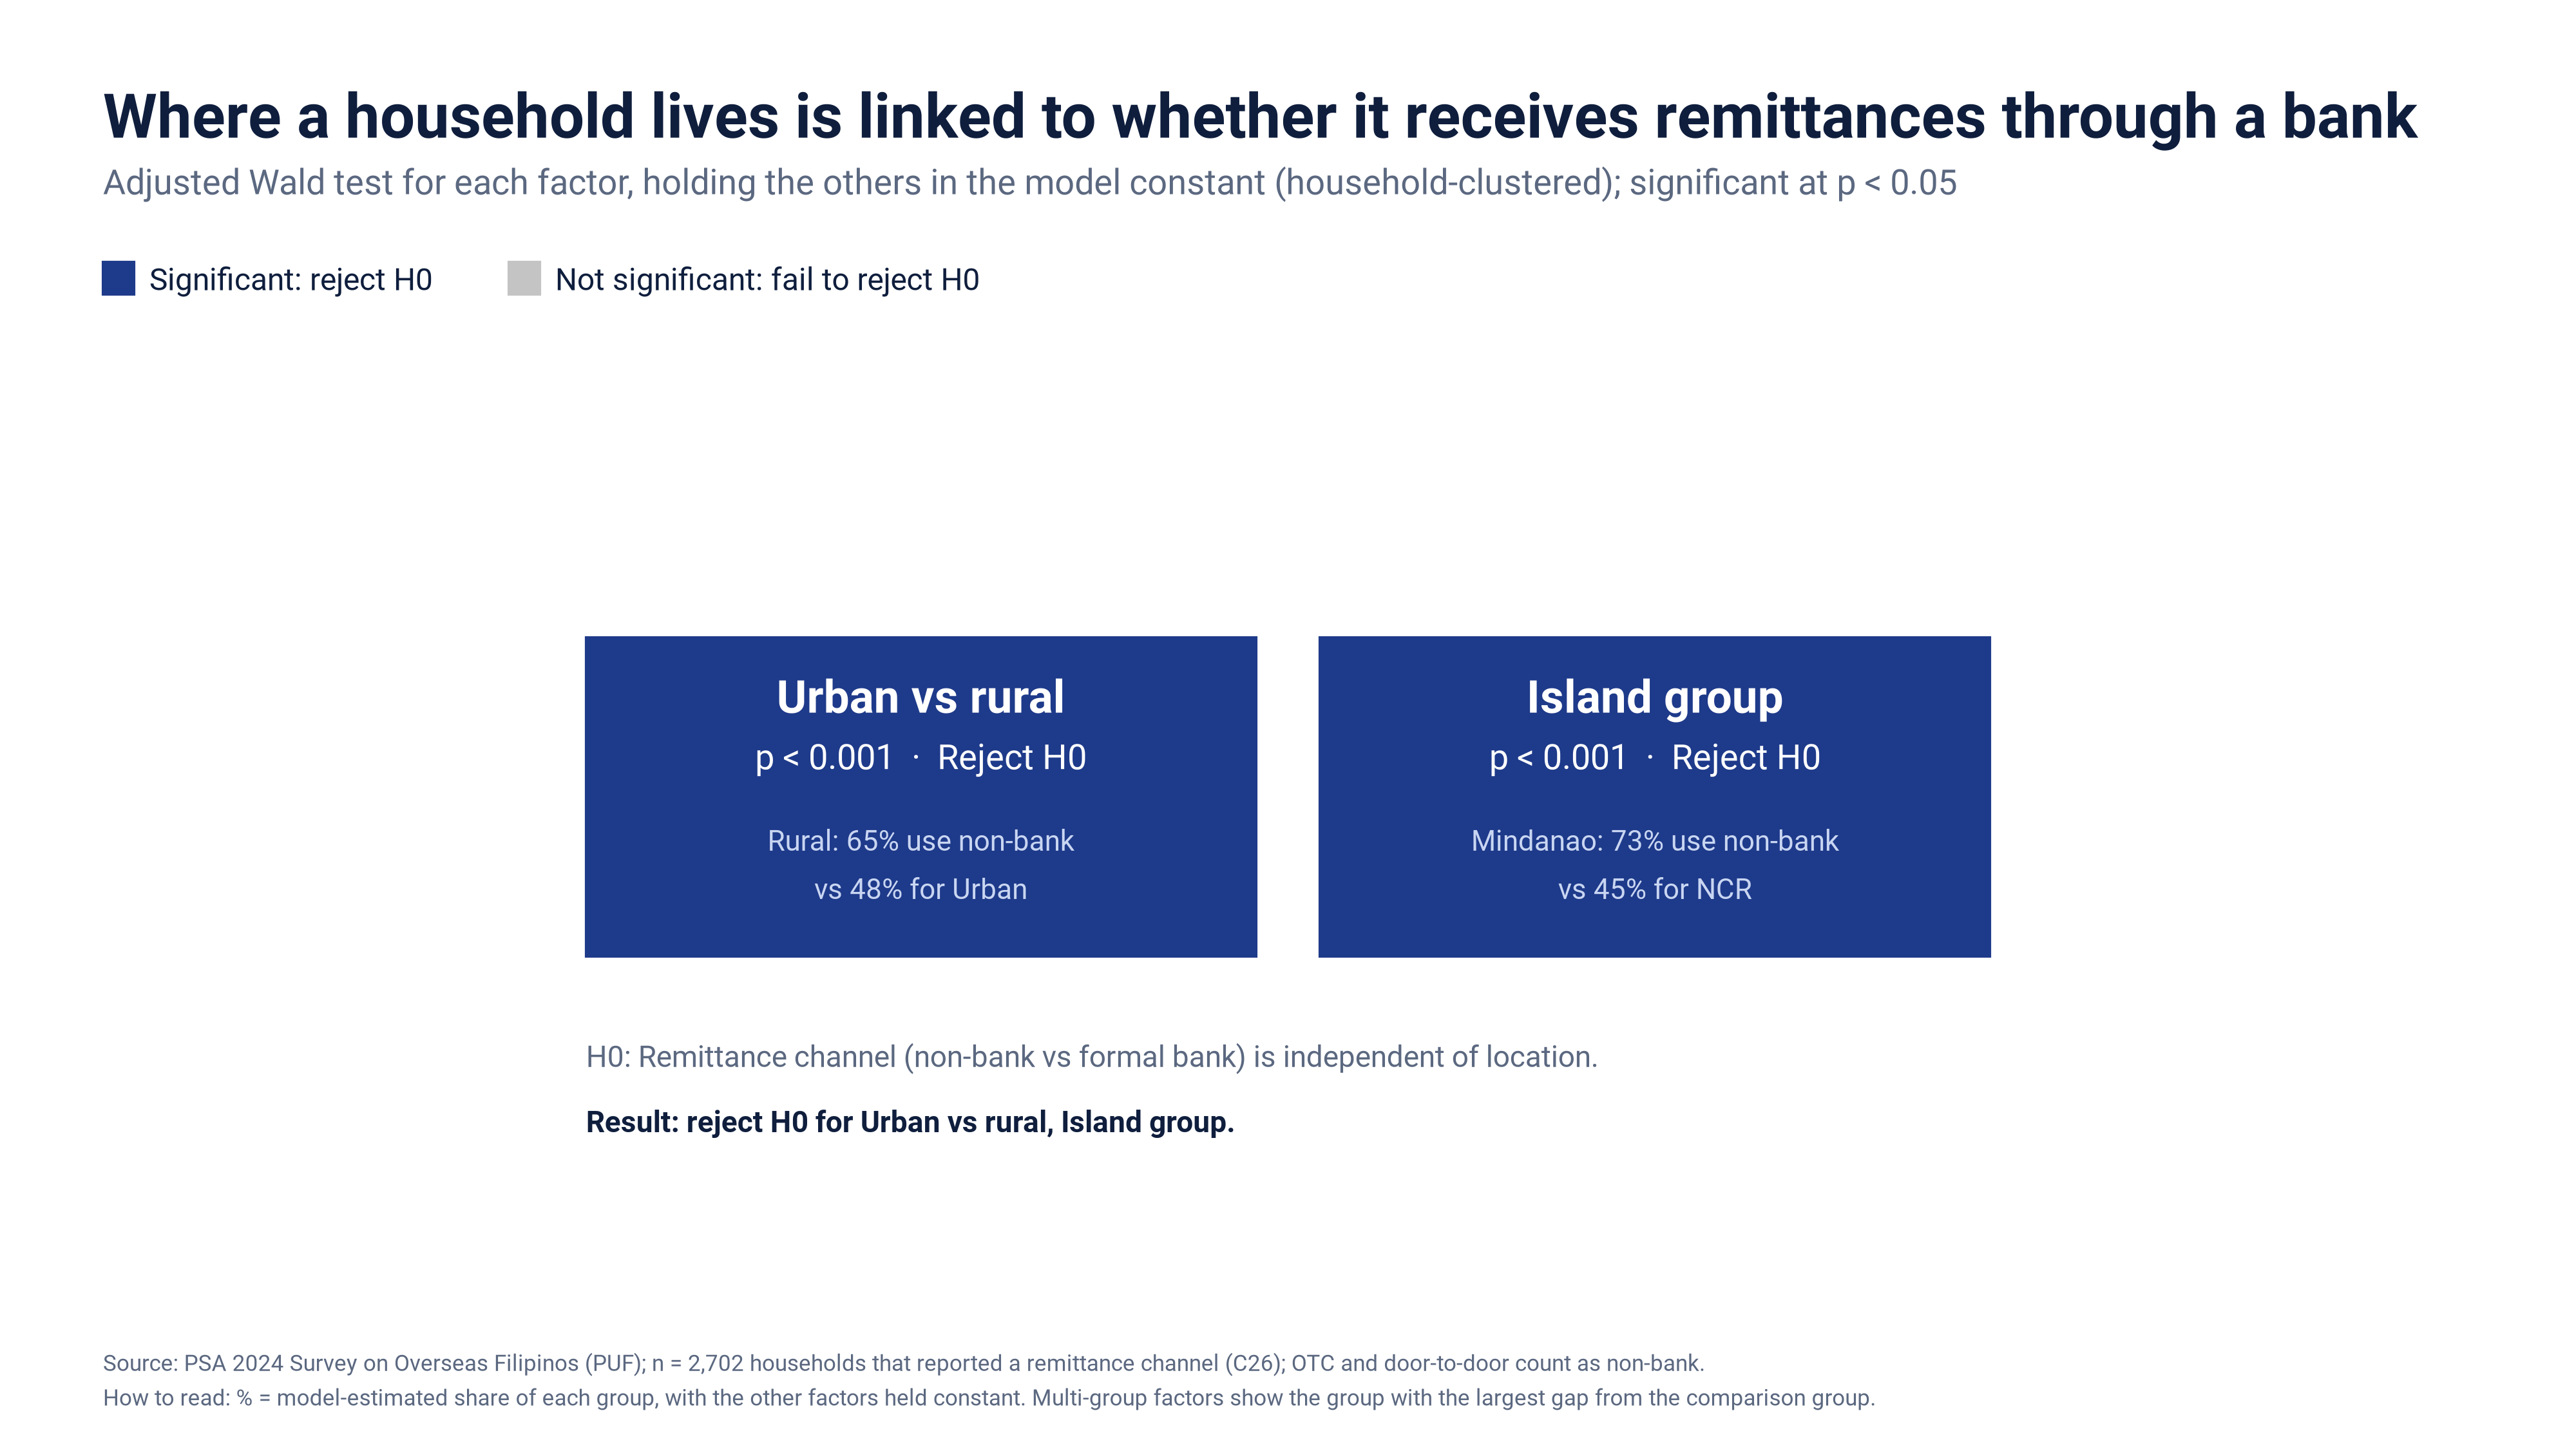 Where a household lives is linked to whether it receives remittances through a bank
Adjusted Wald test for each factor, holding the others in the model constant (household-clustered); significant at p < 0.05
Significant: reject H0
Not significant: fail to reject H0
Urban vs rural
p < 0.001 · Reject H0
Rural: 65% use non-bank
vs 48% for Urban
Island group
p < 0.001 · Reject H0
Mindanao: 73% use non-bank
vs 45% for NCR
H0: Remittance channel (non-bank vs formal bank) is independent of location.
Result: reject H0 for Urban vs rural, Island group.
Source: PSA 2024 Survey on Overseas Filipinos (PUF); n = 2,702 households that reported a remittance channel (C26); OTC and door-to-door count as non-bank.
How to read: % = model-estimated share of each group, with the other factors held constant. Multi-group factors show the group with the largest gap from the comparison group.